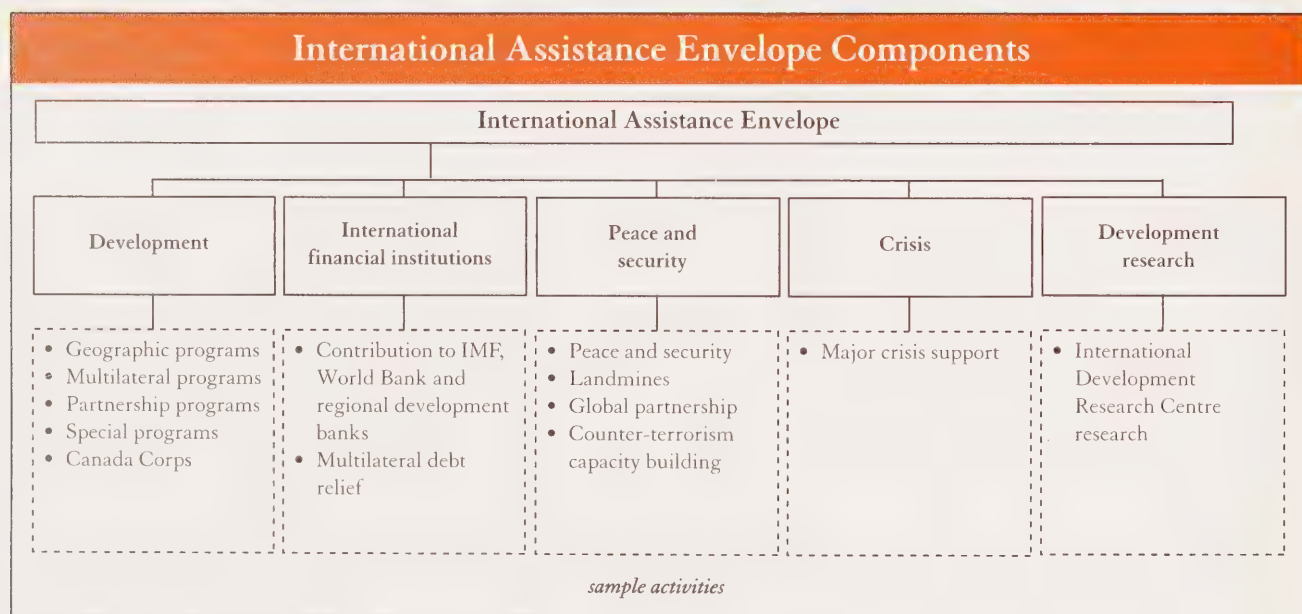 International Assistance Envelope Components
International Assistance Envelope
Development
International
financial institutions
Peace and
security
Crisis
Development
research
• Geographic programs
• Multilateral programs
• Partnership programs
• Special programs
• Canada Corps
• Contribution to IMF,
World Bank and
regional development
banks
• Multilateral debt
relief
• Peace and security
• Landmines
• Global partnership
• Counter-terrorism
capacity building
• Major crisis support
• International
Development
Research Centre
research
sample activities